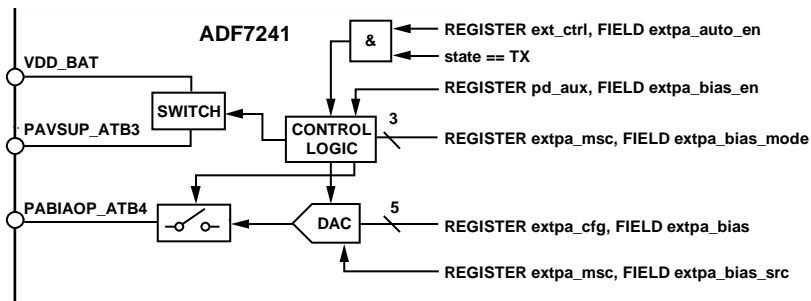 ADF7241
&
REGISTER ext_ctrl, FIELD extpa_auto_en
state == TX
VDD_BAT
REGISTER pd_aux, FIELD extpa_bias_en
SWITCH
PAVSUP_ATB3
CONTROL
LOGIC
3
REGISTER extpa_msc, FIELD extpa_bias_mode
PABIAOP_ATB4
DAC
5
REGISTER extpa_cfg, FIELD extpa_bias
REGISTER extpa_msc, FIELD extpa_bias_src